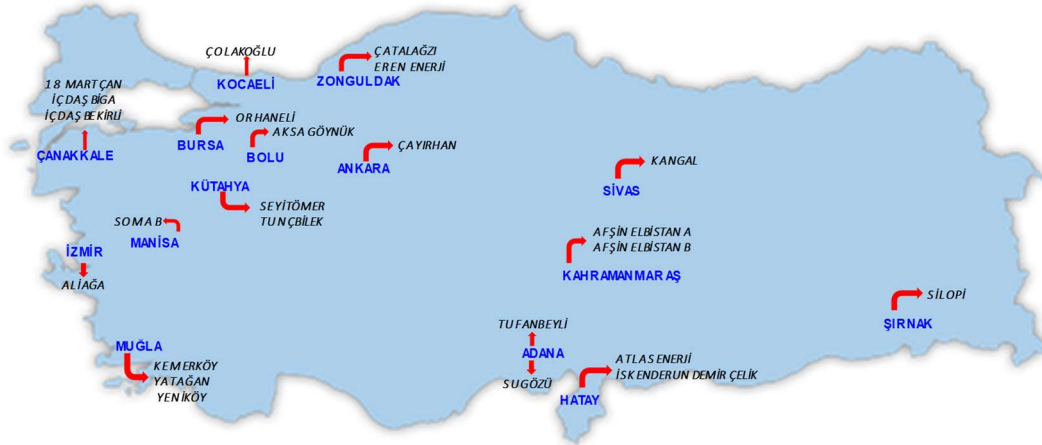 ÇOLAKOĞLU
KOCAELİ
ÇATALAĞZI
EREN ENERJİ
ZONGULDAK
18 MART ÇAN
İÇDAŞ BİGA
İÇDAŞ BEKİRLİ
ÇANAKKALE
ORHANELİ
BURSA
AKSA GÖYNÜK
BOLU
ÇAYIRHAN
ANKARA
KANGAL
SİVAS
KÜTAHYA
SEYİTÖMER
TUNÇBİLEK
SOMA B
MANİSA
İZMİR
ALİAĞA
AFŞİN ELBİSTAN A
AFŞİN ELBİSTAN B
KAHRAMANMARAŞ
SİLOPİ
ŞIRNAK
MUĞLA
KEMERKÖY
YATAĞAN
YENİKÖY
TUFANBEYLİ
ADANA
SUGÖZÜ
ATLAS ENERJİ
İSKENDERUN DEMİR ÇELİK
HATAY